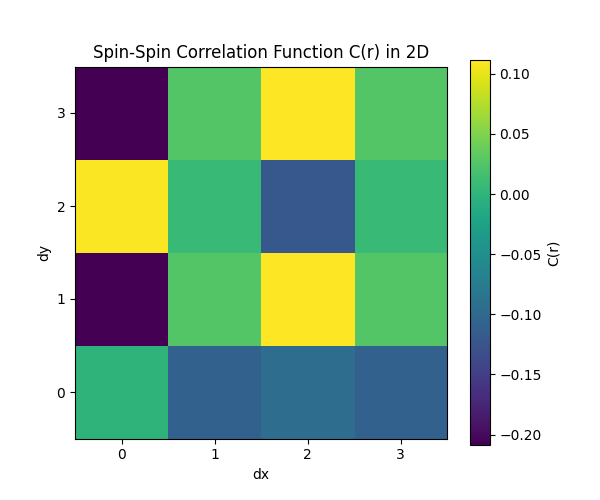 Spin-Spin Correlation Function C(r) in 2D
3
2
1
0
dy
0 1 2 3
dx
0.10
0.05
0.00
−0.05
−0.10
−0.15
−0.20
C(r)